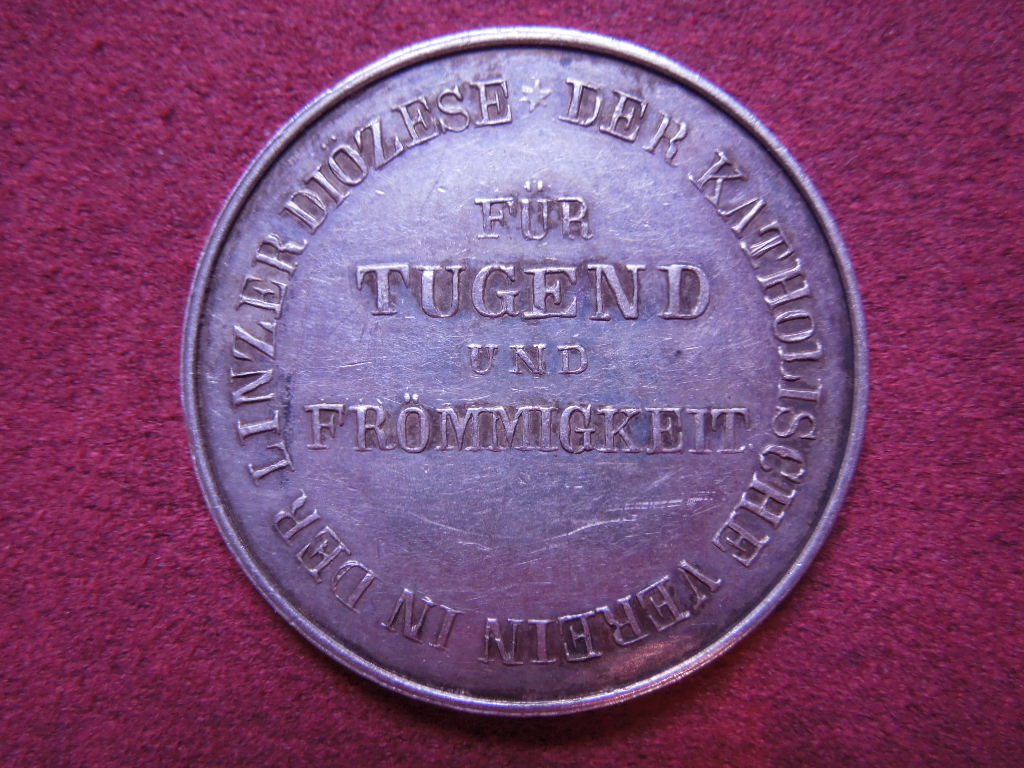 DER KATHOLISCHE VEREIN IN DER LINZER DIÖZESE *
FÜR
TUGEND
UND
FRÖMMIGKEIT